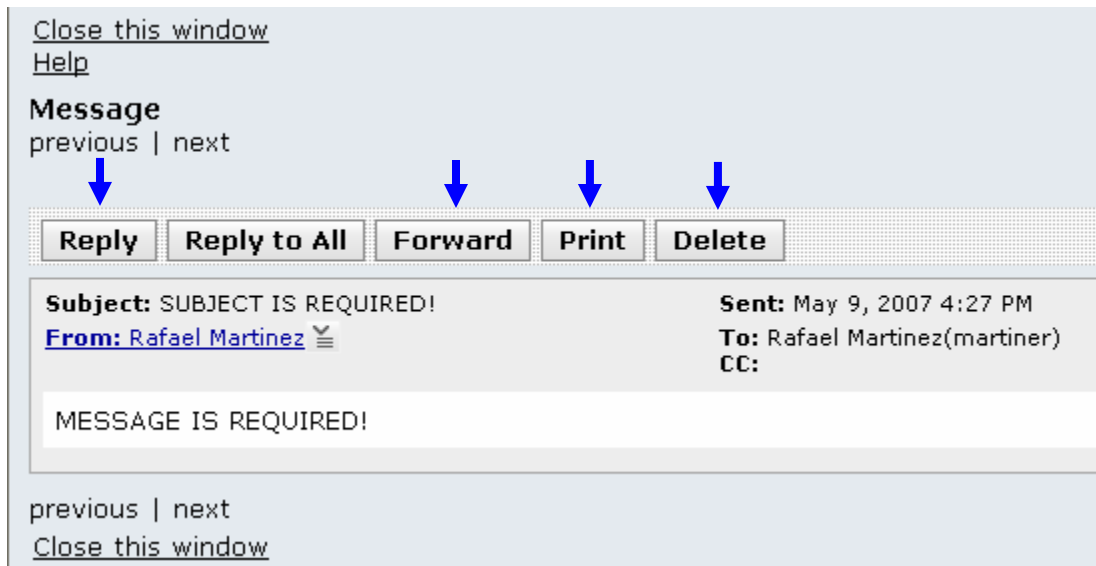 Close this window
Help
Message
previous | next
Reply Reply to All Forward Print Delete
Subject: SUBJECT IS REQUIRED! Sent: May 9, 2007 4:27 PM
From: Rafael Martinez To: Rafael Martinez(martiner)
CC:
MESSAGE IS REQUIRED!
previous | next
Close this window